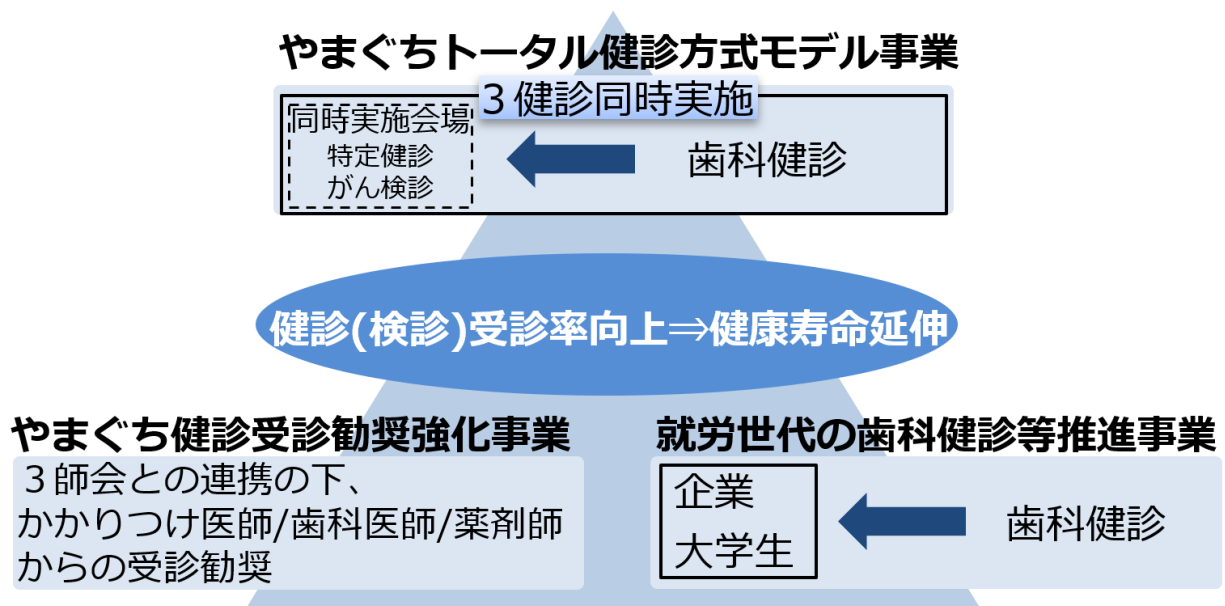 やまぐちトータル健診方式モデル事業
３健診同時実施
同時実施会場
特定健診
がん検診
歯科健診
健診(検診)受診率向上⇒健康寿命延伸
やまぐち健診受診勧奨強化事業
３師会との連携の下、
かかりつけ医師/歯科医師/薬剤師
からの受診勧奨
就労世代の歯科健診等推進事業
企業
大学生
歯科健診